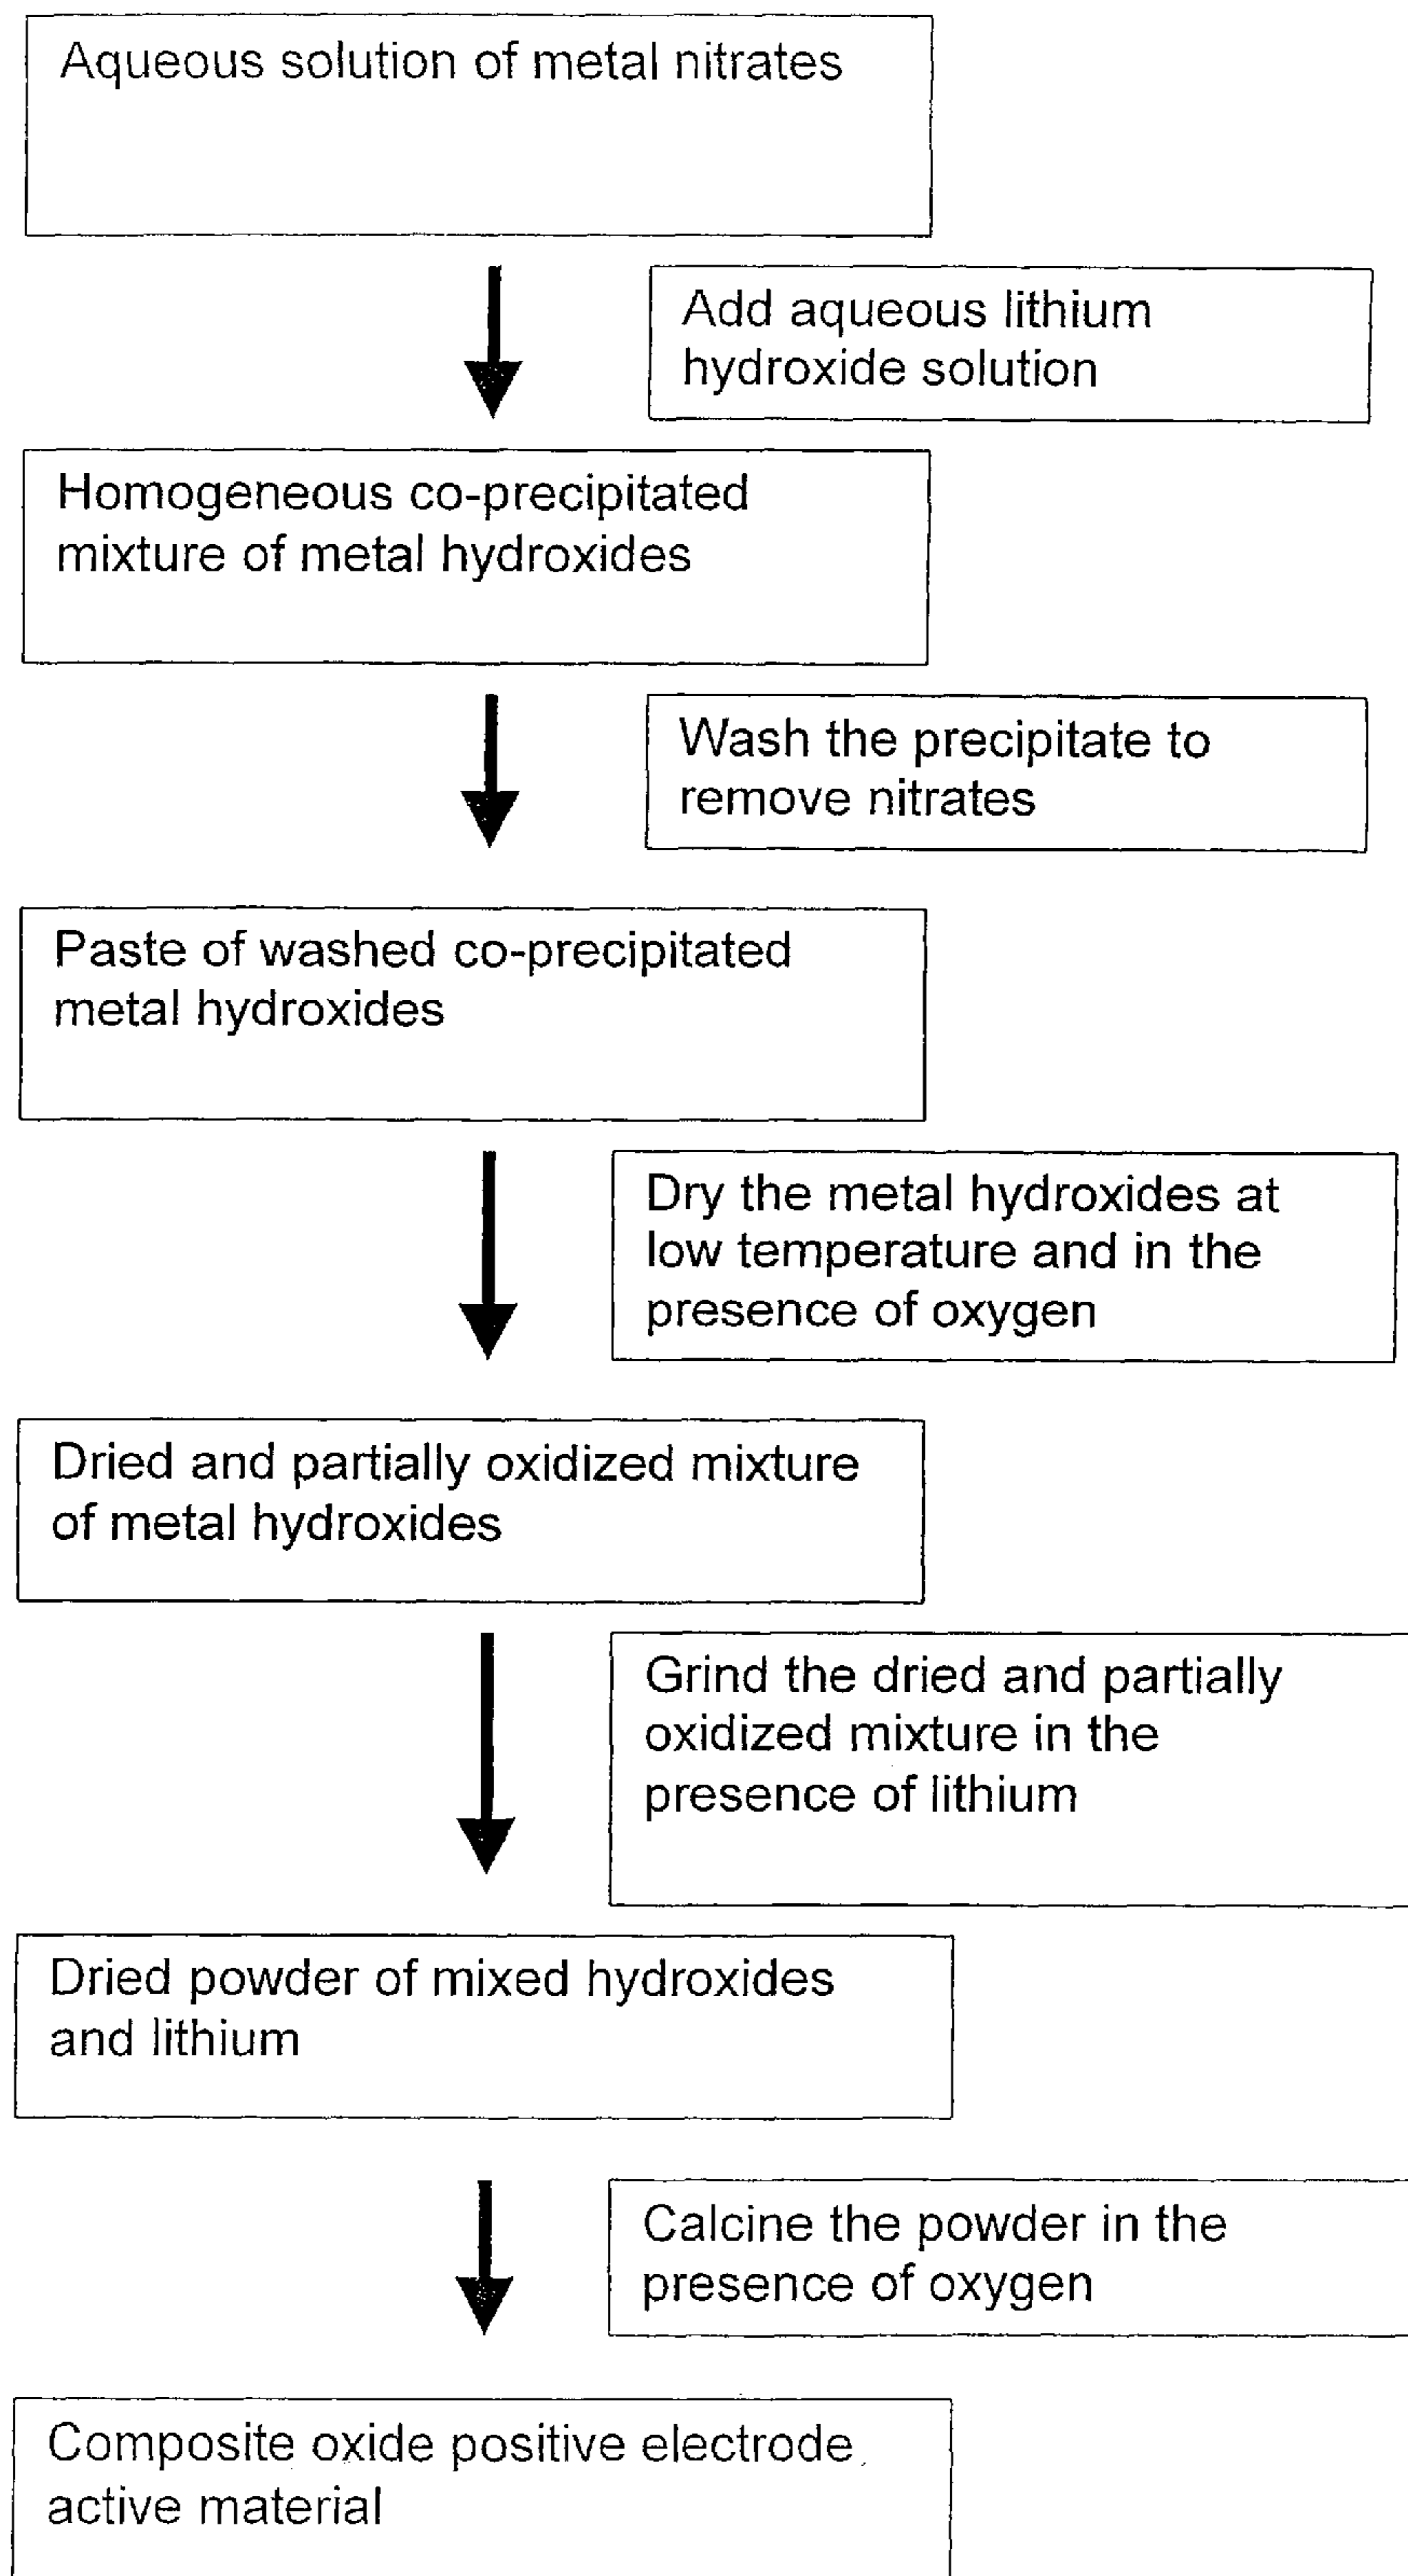 Aqueous solution of metal nitrates
Add aqueous lithium
hydroxide solution
Homogeneous co-precipitated
mixture of metal hydroxides
Wash the precipitate to
remove nitrates
Paste of washed co-precipitated
metal hydroxides
Dry the metal hydroxides at
low temperature and in the
presence of oxygen
Dried and partially oxidized mixture
of metal hydroxides
Grind the dried and partially
oxidized mixture in the
presence of lithium
Dried powder of mixed hydroxides
and lithium
Calcine the powder in the
presence of oxygen
Composite oxide positive electrode
active material